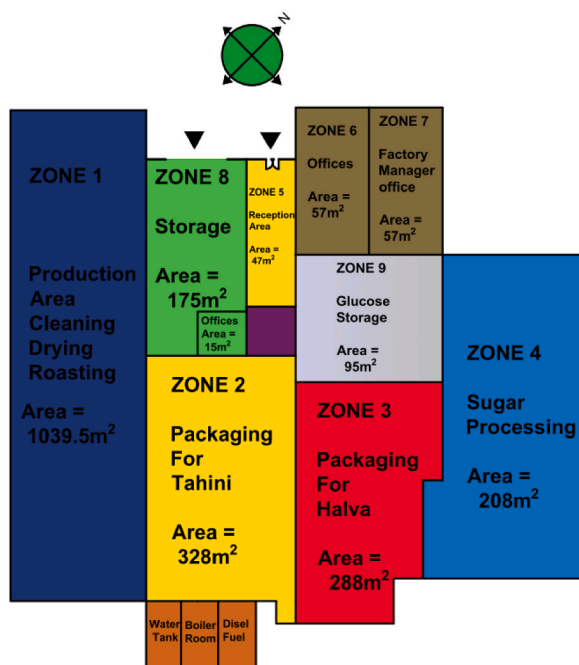 N
ZONE 1
Production
Area
Cleaning
Drying
Roasting
Area =
1039.5m²
ZONE 8
Storage
Area =
175m²
Offices
Area =
15m²
ZONE 5
Reception
Area
Area =
47m²
ZONE 6
Offices
Area =
57m²
ZONE 7
Factory
Manager
office
Area =
57m²
ZONE 9
Glucose
Storage
Area =
95m²
ZONE 2
Packaging
For
Tahini
Area =
328m²
ZONE 3
Packaging
For
Halva
Area =
288m²
ZONE 4
Sugar
Processing
Area =
208m²
Water
Tank
Boiler
Room
Disel
Fuel